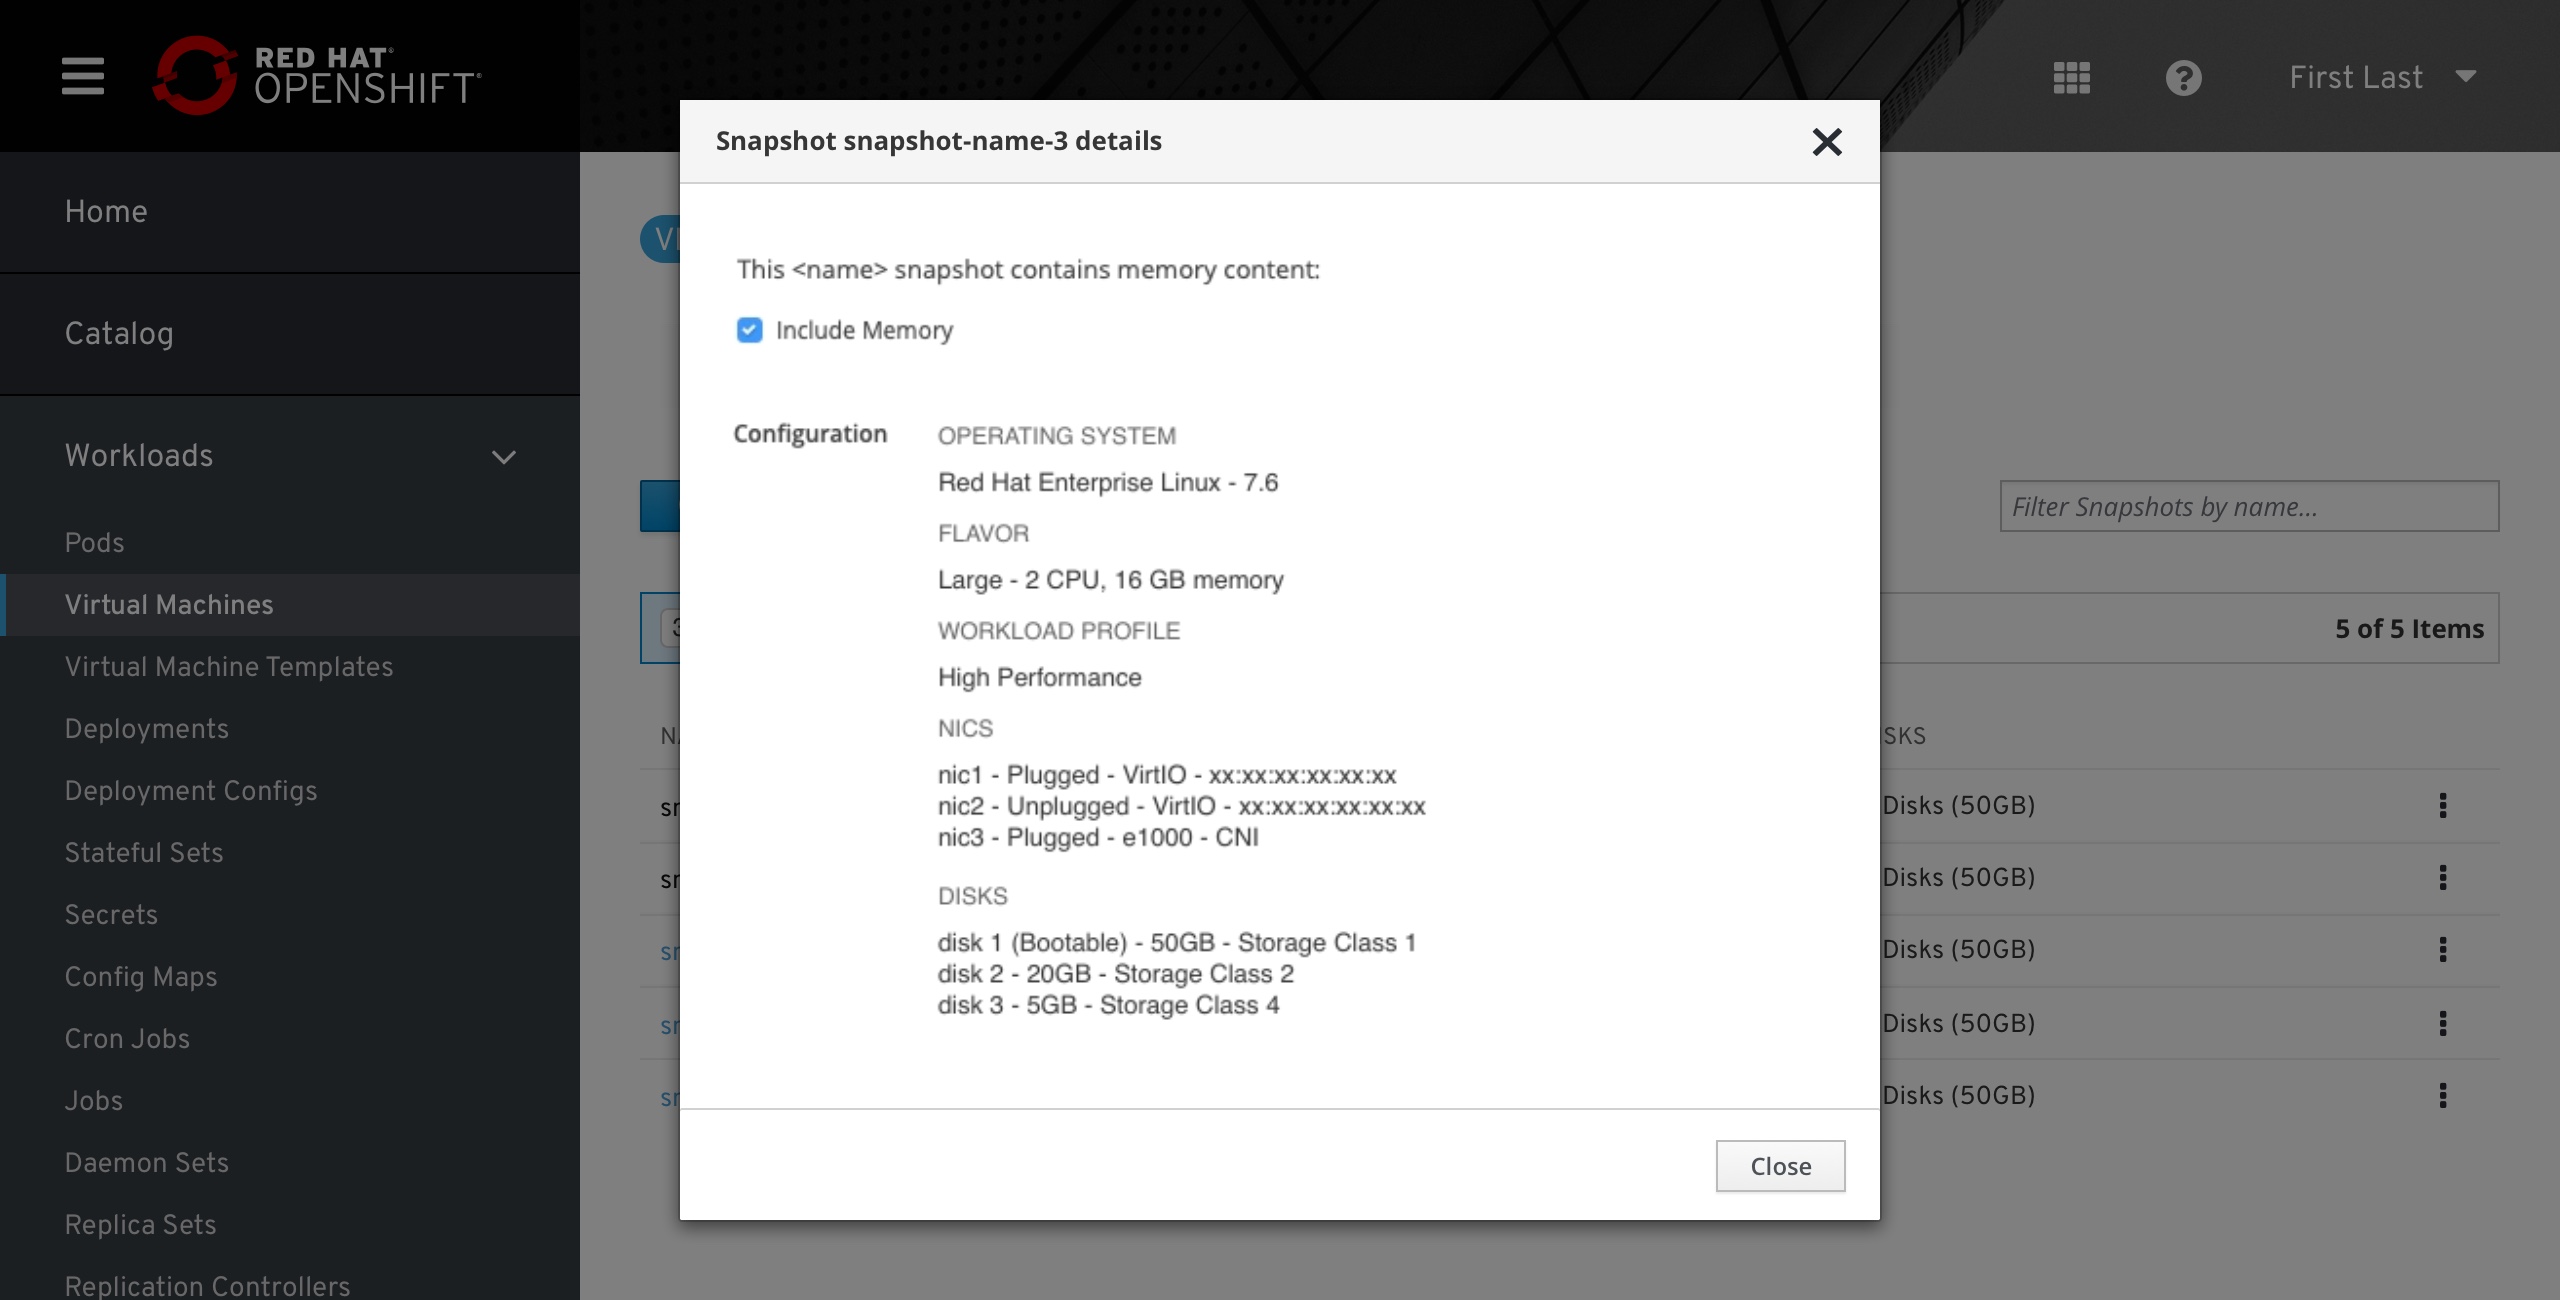 RED HAT®
OPENSHIFT®
First Last
Snapshot snapshot-name-3 details
Home
Catalog
Workloads
Pods
Virtual Machines
Virtual Machine Templates
Deployments
Deployment Configs
Stateful Sets
Secrets
Config Maps
Cron Jobs
Jobs
Daemon Sets
Replica Sets
Replication Controllers
This <name> snapshot contains memory content:
Include Memory
Configuration
OPERATING SYSTEM
Red Hat Enterprise Linux - 7.6
FLAVOR
Large - 2 CPU, 16 GB memory
WORKLOAD PROFILE
High Performance
NICS
nic1 - Plugged - VirtIO - xx:xx:xx:xx:xx:xx
nic2 - Unplugged - VirtIO - xx:xx:xx:xx:xx:xx
nic3 - Plugged - e1000 - CNI
DISKS
disk 1 (Bootable) - 50GB - Storage Class 1
disk 2 - 20GB - Storage Class 2
disk 3 - 5GB - Storage Class 4
Close
Filter Snapshots by name...
5 of 5 Items
SKS
Disks (50GB)
Disks (50GB)
Disks (50GB)
Disks (50GB)
Disks (50GB)